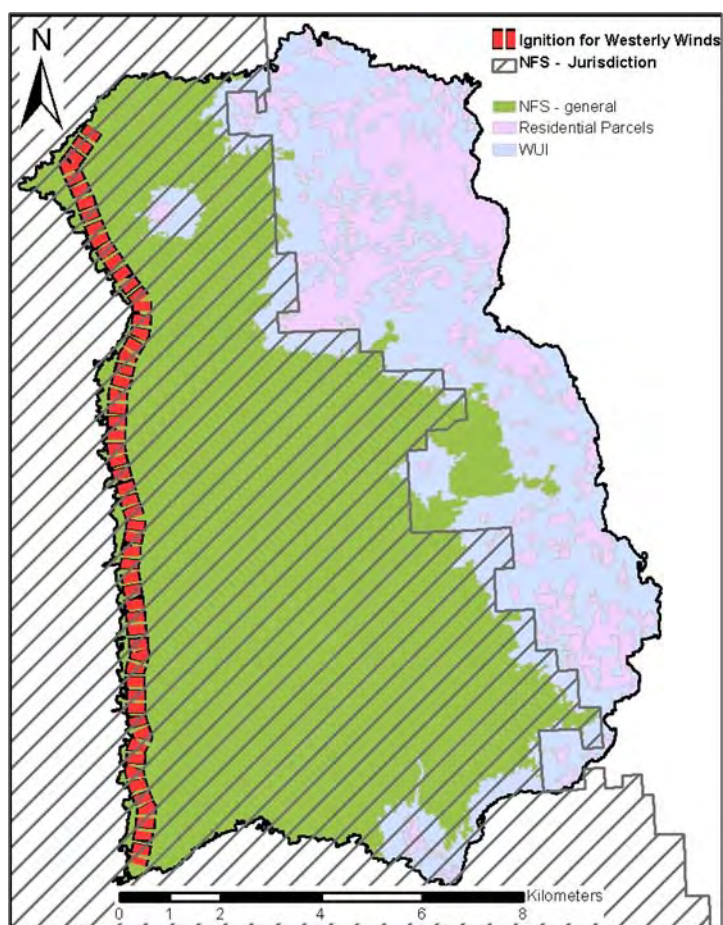 N
Ignition for Westerly Winds
NFS - Jurisdiction
NFS - general
Residential Parcels
WUI
Kilometers
0 1 2 4 6 8